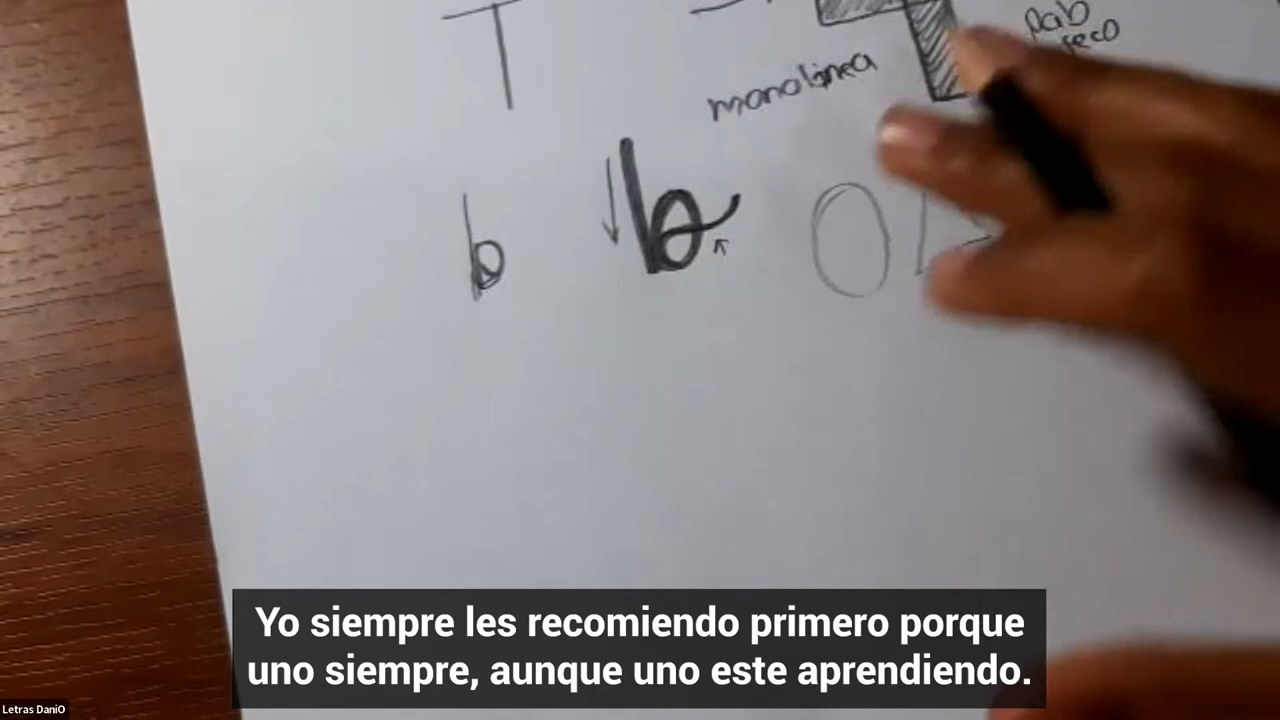 T
monolinea
b
b
O
Yo siempre les recomiendo primero porque
uno siempre, aunque uno este aprendiendo.
Letras DaniO